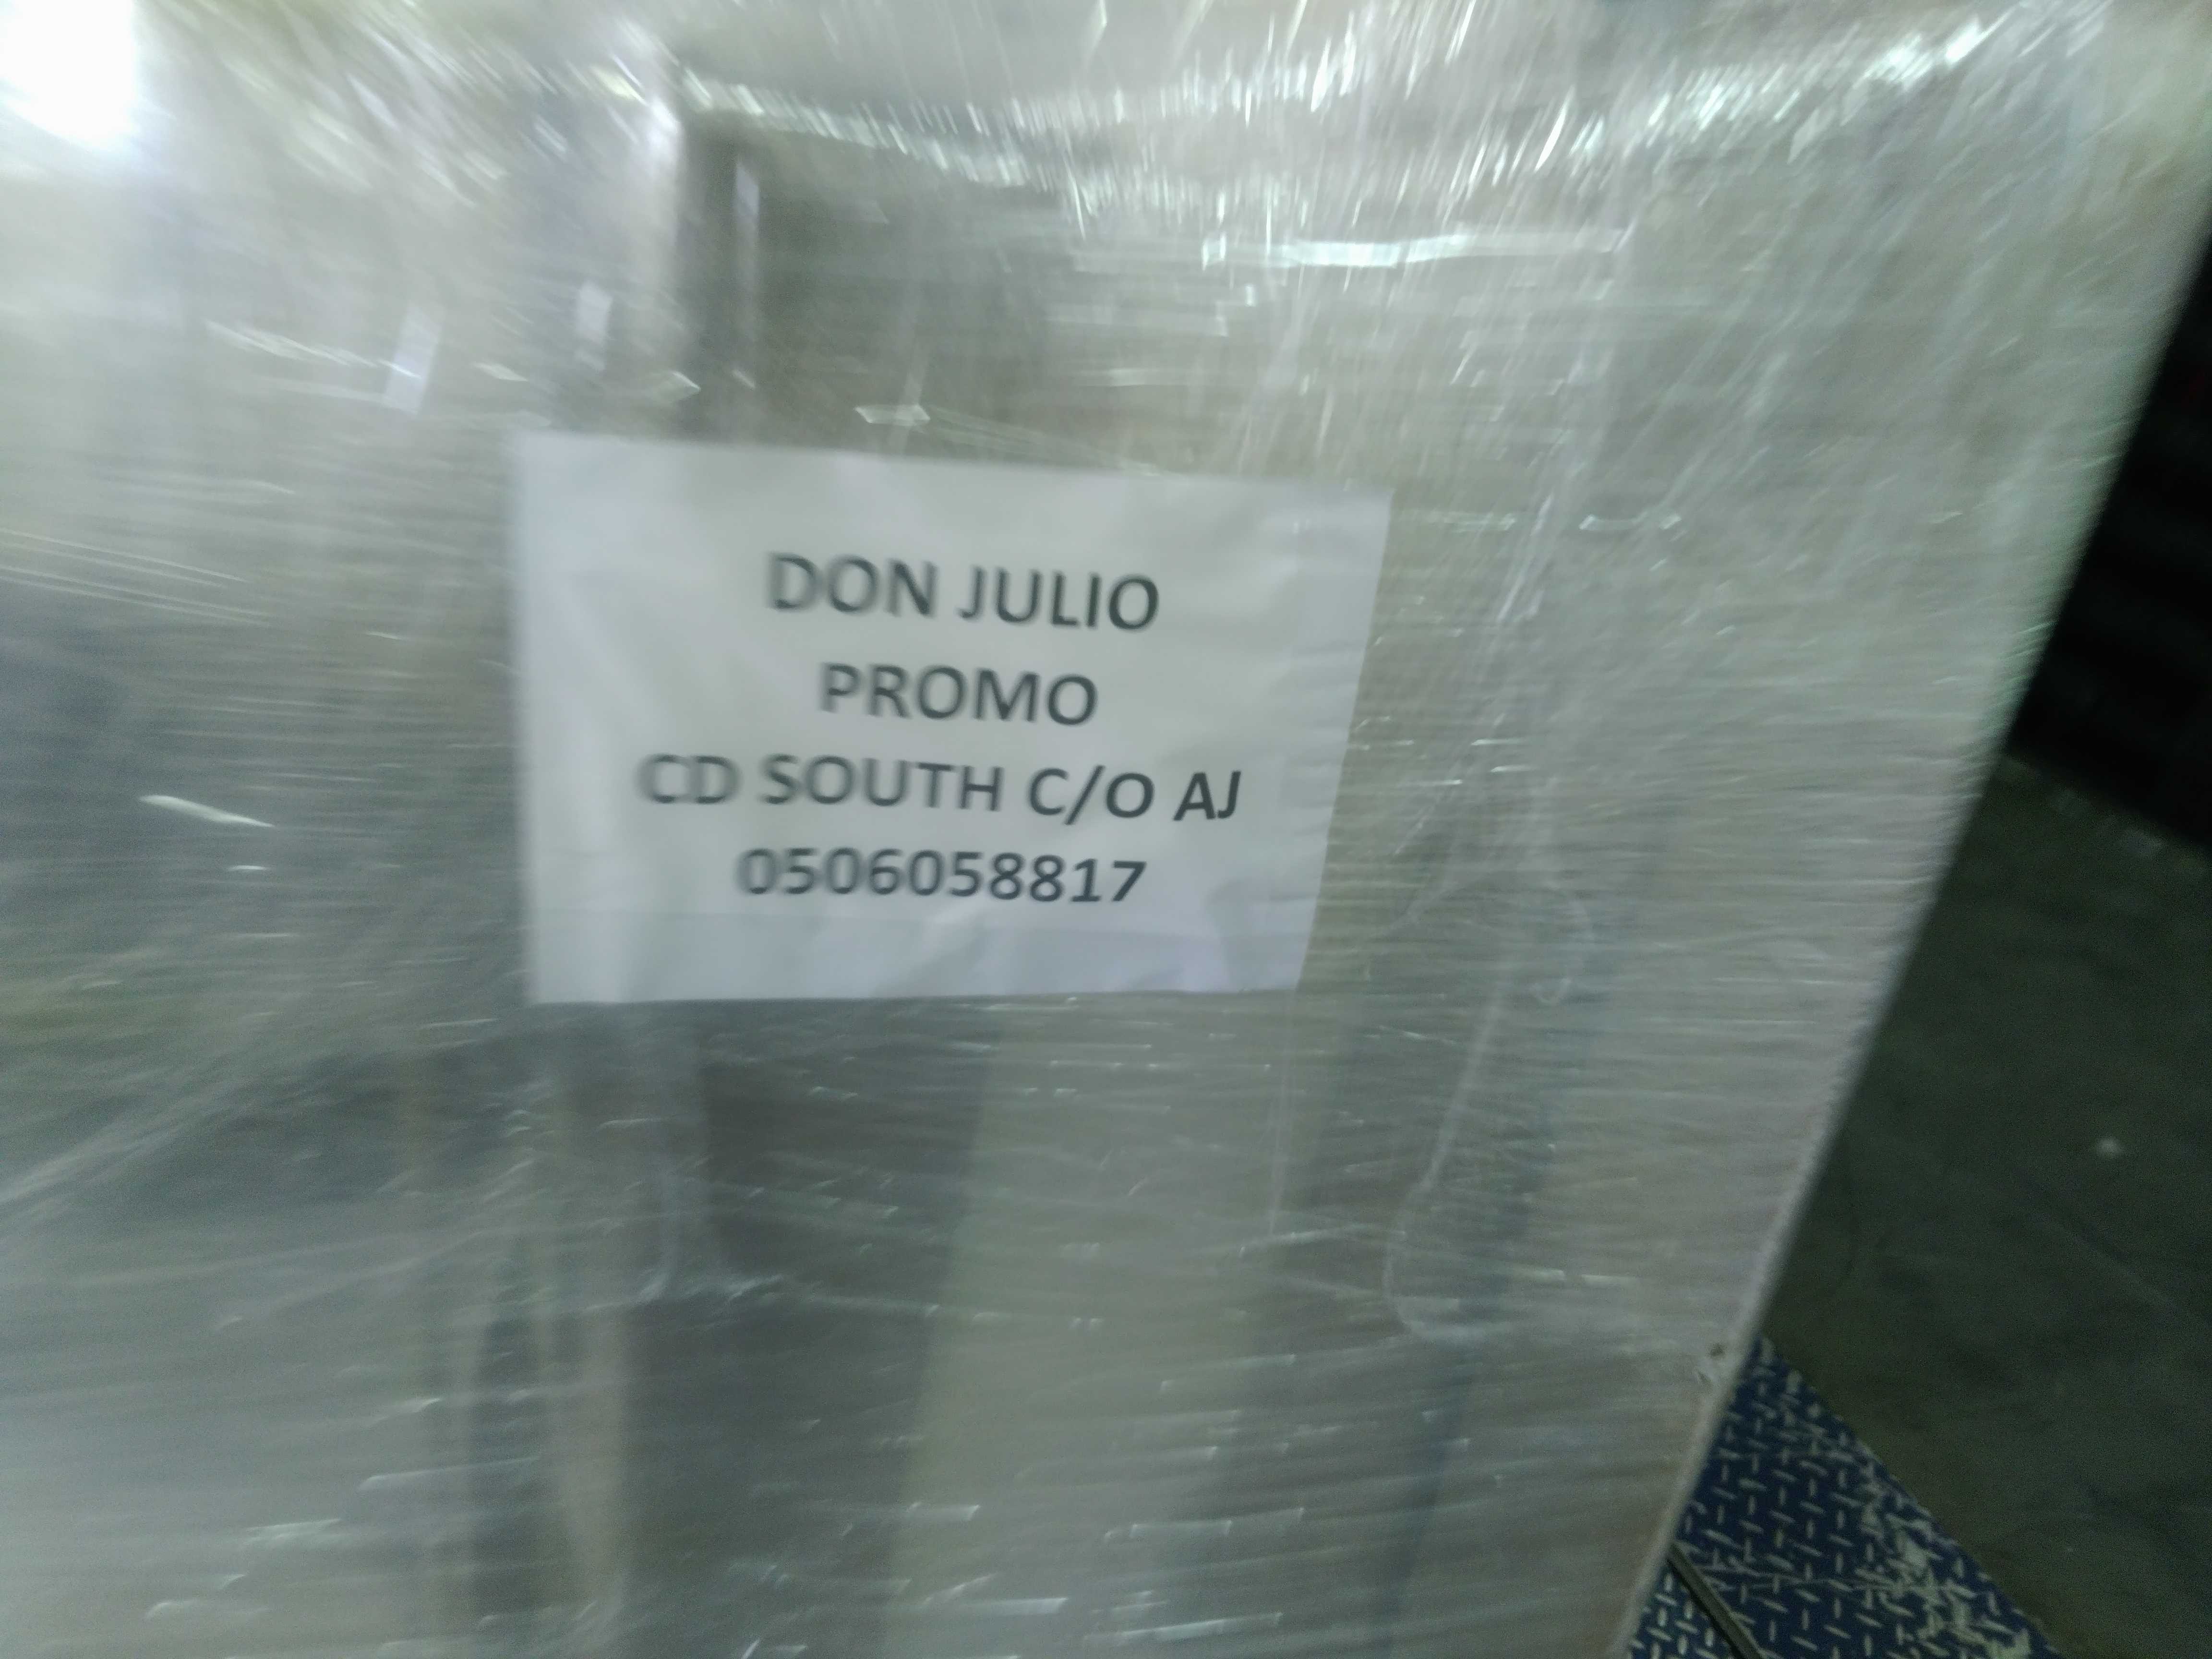 DON JULIO
PROMO
CD SOUTH C/O AJ
0506058817